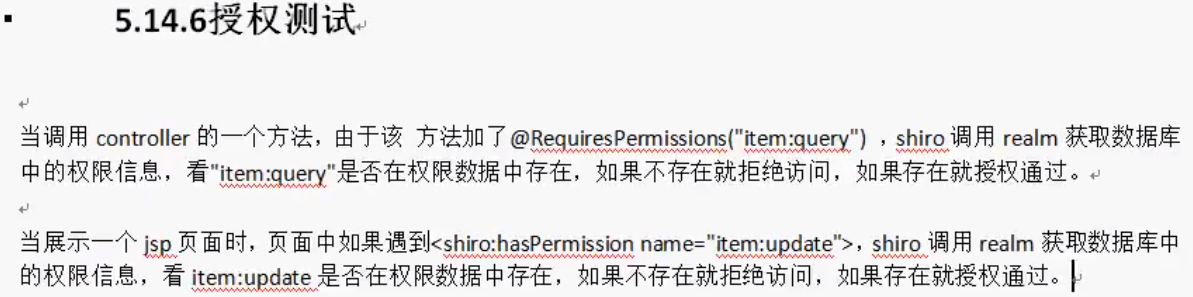 5.14.6授权测试
当调用 controller 的一个方法，由于该 方法加了@RequiresPermissions("item:query") ，shiro 调用 realm 获取数据库
中的权限信息，看"item:query"是否在权限数据中存在，如果不存在就拒绝访问，如果存在就授权通过。
当展示一个 jsp 页面时，页面中如果遇到<shiro:hasPermission name="item:update">，shiro 调用 realm 获取数据库中
的权限信息，看 item:update 是否在权限数据中存在，如果不存在就拒绝访问，如果存在就授权通过。